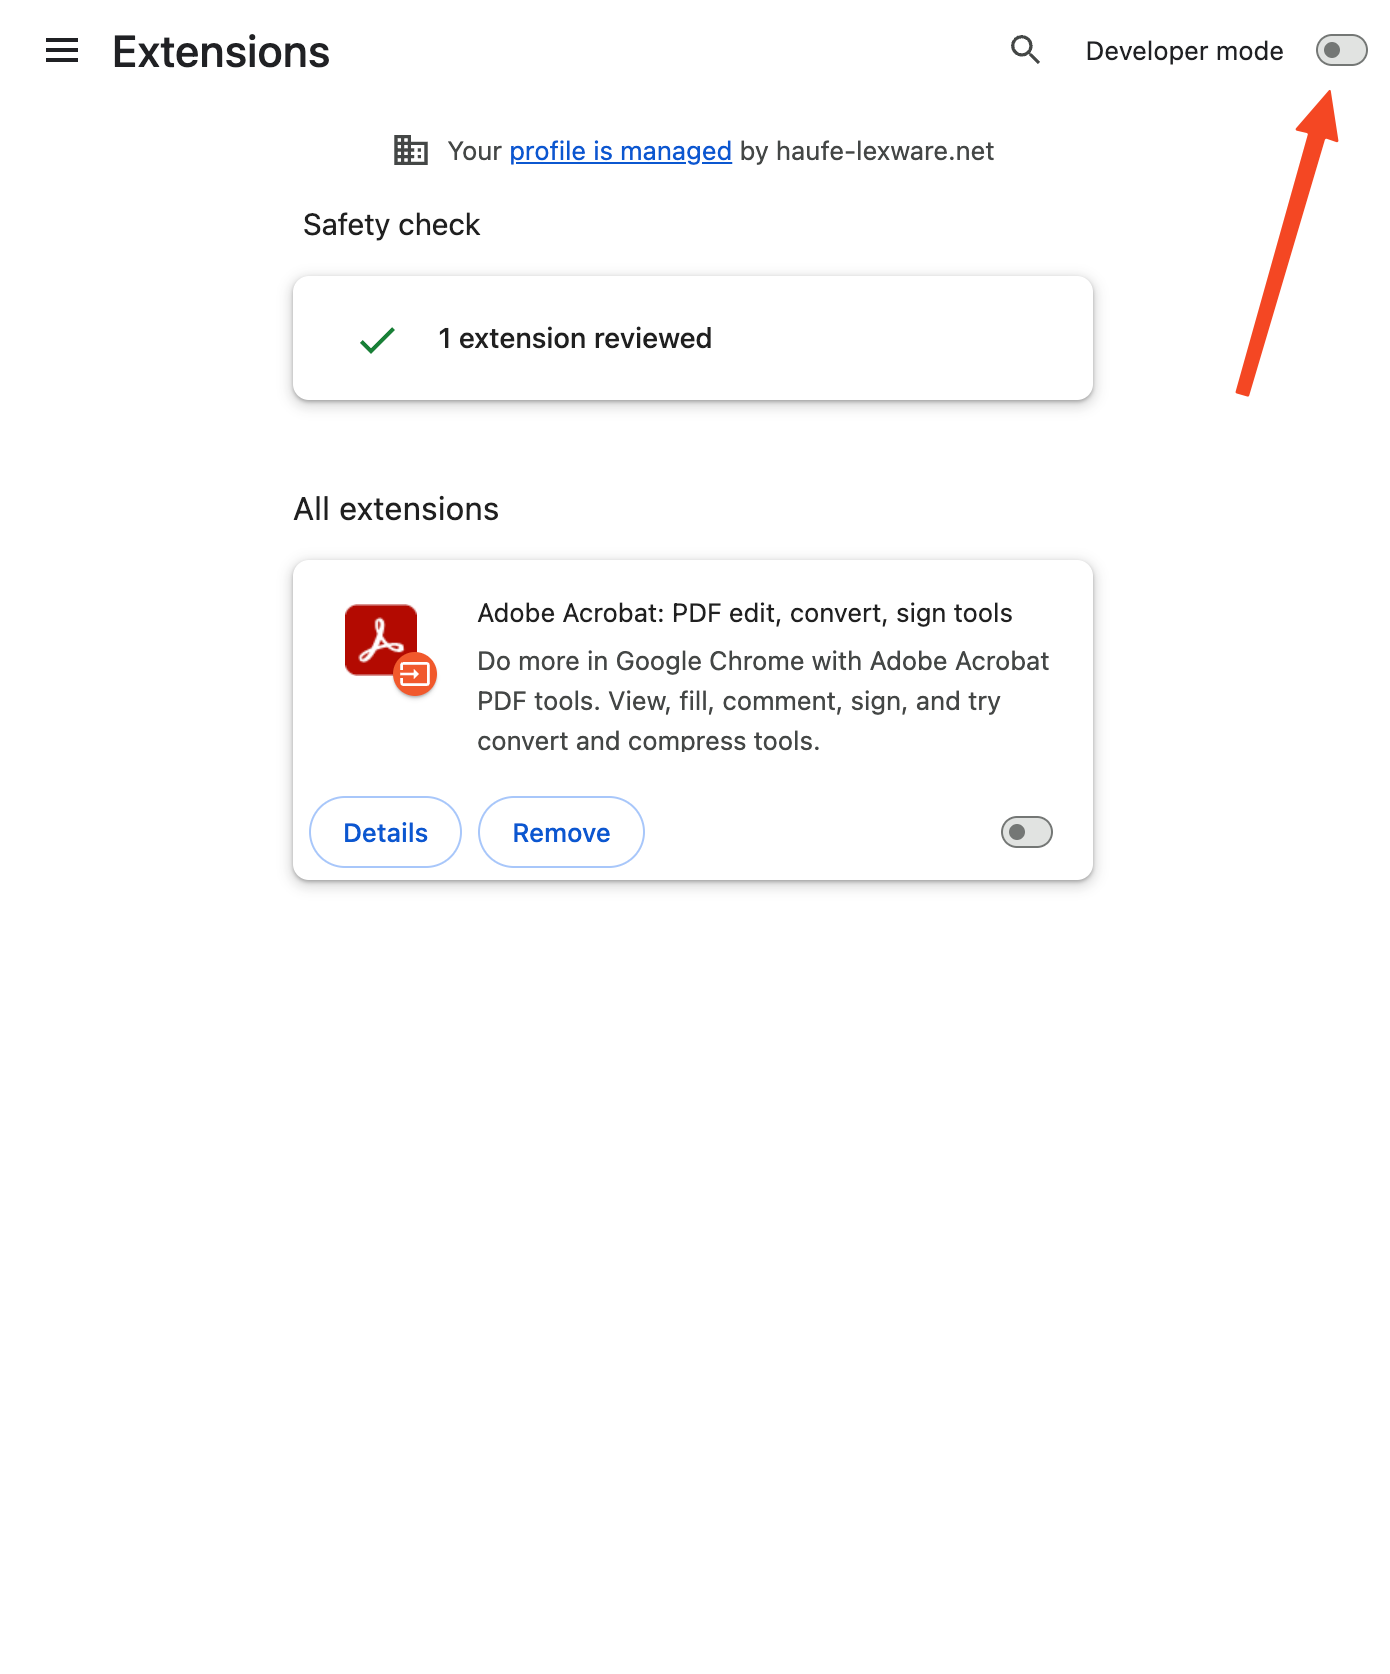 Extensions
Developer mode
Your profile is managed by haufe-lexware.net
Safety check
1 extension reviewed
All extensions
Adobe Acrobat: PDF edit, convert, sign tools
Do more in Google Chrome with Adobe Acrobat
PDF tools. View, fill, comment, sign, and try
convert and compress tools.
Details
Remove